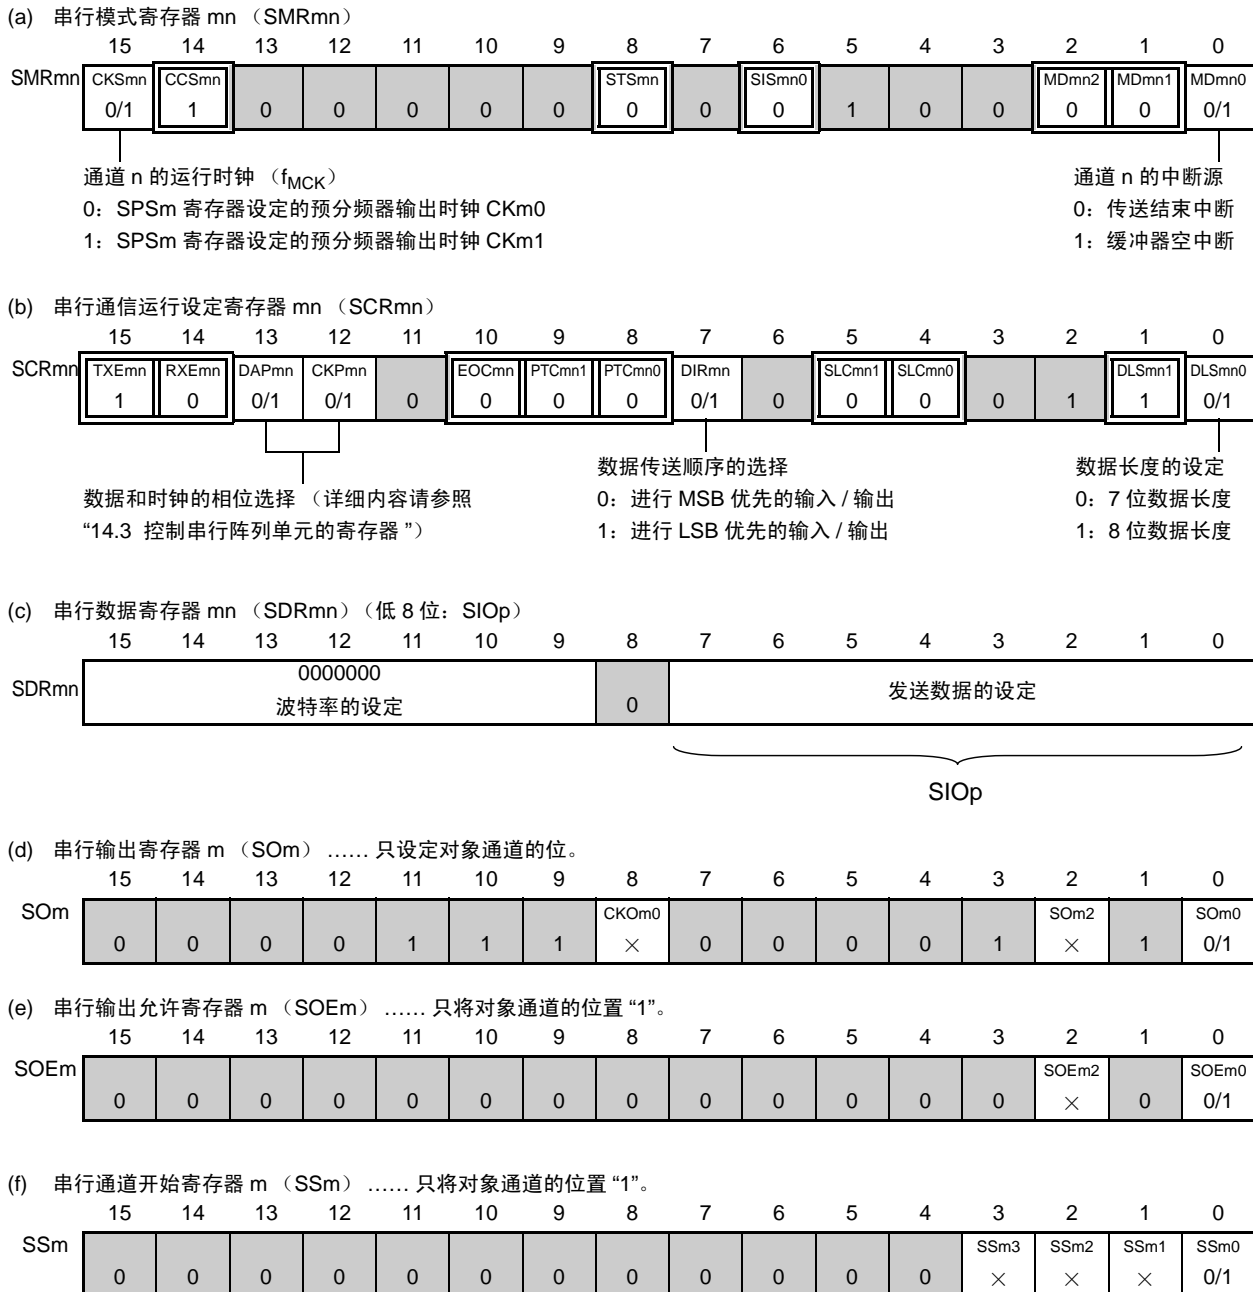 (a) 串行模式寄存器 mn （SMRmn）
15 14 13 12 11 10 9 8 7 6 5 4 3 2 1 0
SMRmn CKSmn CCSmn STSmn SISmn0 MDmn2 MDmn1 MDmn0
0/1 1 0 0 0 0 0 0 0 0 1 0 0 0 0 0/1
通道 n 的运行时钟 （fMCK） 通道 n 的中断源
0：SPSm 寄存器设定的预分频器输出时钟 CKm0 0：传送结束中断
1：SPSm 寄存器设定的预分频器输出时钟 CKm1 1：缓冲器空中断
(b) 串行通信运行设定寄存器 mn （SCRmn）
15 14 13 12 11 10 9 8 7 6 5 4 3 2 1 0
SCRmn TXEmn RXEmn DAPmn CKPmn EOCmn PTCmn1 PTCmn0 DIRmn SLCmn1 SLCmn0 DLSmn1 DLSmn0
1 0 0/1 0/1 0 0 0 0 0/1 0 0 0 0 1 1 0/1
数据传送顺序的选择 数据长度的设定
数据和时钟的相位选择 （详细内容请参照 0：进行 MSB 优先的输入 / 输出 0：7 位数据长度
“14.3 控制串行阵列单元的寄存器 ”） 1：进行 LSB 优先的输入 / 输出 1：8 位数据长度
(c) 串行数据寄存器 mn （SDRmn）（低 8 位：SIOp）
15 14 13 12 11 10 9 8 7 6 5 4 3 2 1 0
SDRmn 0000000
波特率的设定 0 发送数据的设定
SIOp
(d) 串行输出寄存器 m （SOm） …… 只设定对象通道的位。
15 14 13 12 11 10 9 8 7 6 5 4 3 2 1 0
SOm CKOm0 SOm2 SOm0
0 0 0 0 1 1 1 × 0 0 0 0 1 × 1 0/1
(e) 串行输出允许寄存器 m （SOEm） …… 只将对象通道的位置 “1”。
15 14 13 12 11 10 9 8 7 6 5 4 3 2 1 0
SOEm SOEm2 SOEm0
0 0 0 0 0 0 0 0 0 0 0 0 0 × 0 0/1
(f) 串行通道开始寄存器 m （SSm） …… 只将对象通道的位置 “1”。
15 14 13 12 11 10 9 8 7 6 5 4 3 2 1 0
SSm SSm3 SSm2 SSm1 SSm0
0 0 0 0 0 0 0 0 0 0 0 0 × × × 0/1